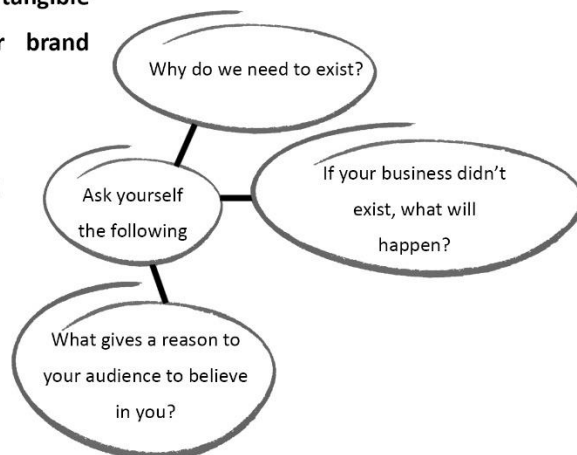 tangible
brand
Why do we need to exist?
If your business didn’t
exist, what will
happen?
Ask yourself
the following
What gives a reason to
your audience to believe
in you?